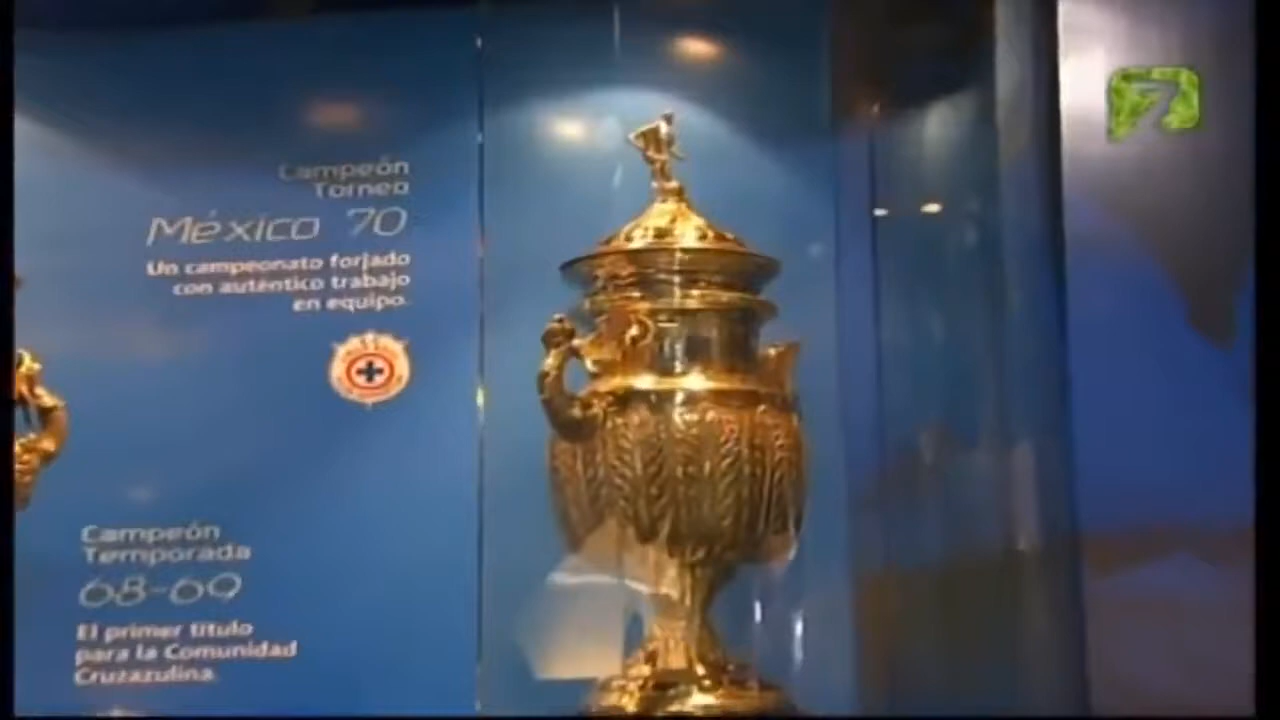 Campeón
Torneo
México 70
Un campeonato forjado
con auténtico trabajo
en equipo.
Campeón
Temporada
68-69
El primer título
para la Comunidad
Cruzazulina
7